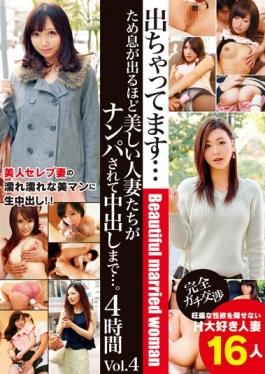 出ちゃってます…
Beautiful married woman
ため息が出るほど美しい人妻たちが
ナンパされて中出しまで…。
4時間
Vol.4
美人セレブ妻の
濡れ濡れな美マンに
生中出し!!
完全
ガチ交渉
旺盛な性欲を隠せない
H大好き人妻
16人